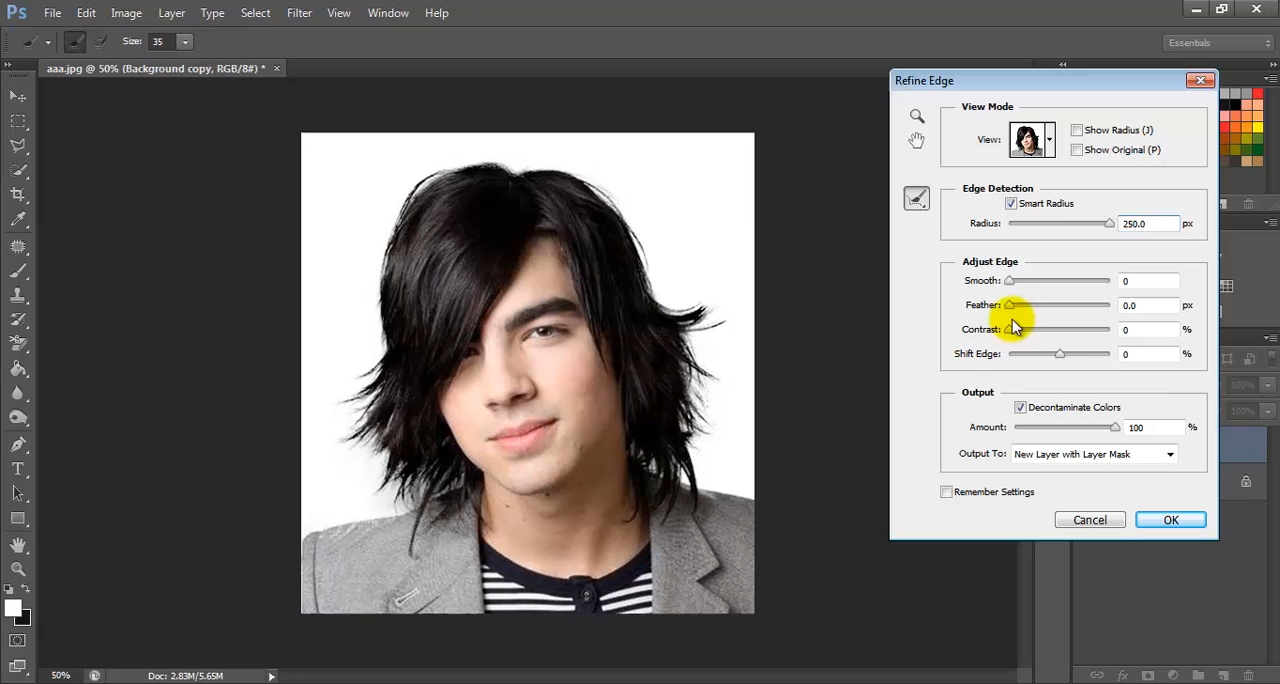 Ps File Edit Image Layer Type Select Filter View Window Help
Size: 35 Essentials
aaa.jpg @ 50% (Background copy, RGB/8#) * ×
Refine Edge
View Mode
View: Show Radius (J)
Show Original (P)
Edge Detection
Smart Radius
Radius: 250.0 px
Adjust Edge
Smooth: 0
Feather: 0.0 px
Contrast: 0 %
Shift Edge: 0 %
Output
Decontaminate Colors
Amount: 100 %
Output To: New Layer with Layer Mask
Remember Settings
Cancel OK
100%
100%
50% Doc: 2.83M/5.65M